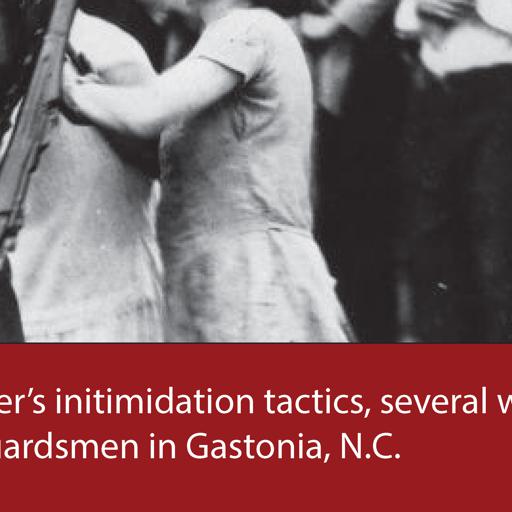 er’s initimidation tactics, several w
uardsmen in Gastonia, N.C.